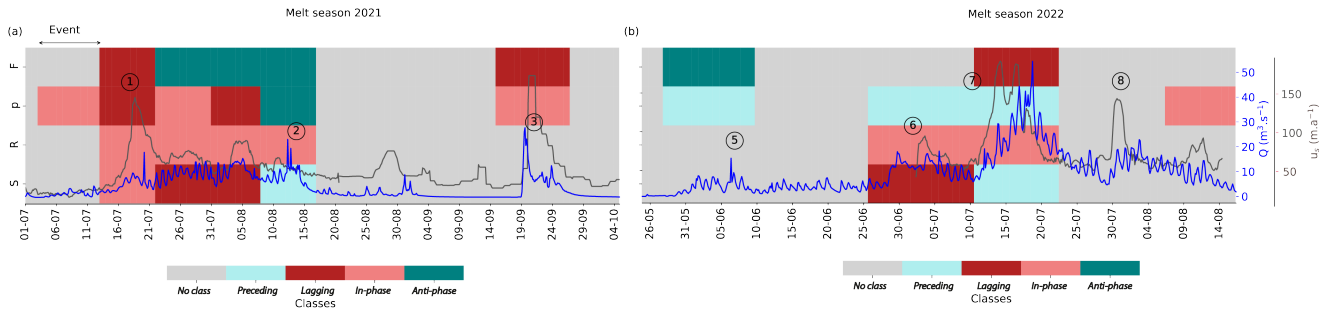 Melt season 2021
(a)
Event
F
p
R
S
1
2
3
01-07 06-07 11-07 16-07 21-07 26-07 31-07 05-08 10-08 15-08 20-08 25-08 30-08 04-09 09-09 14-09 19-09 24-09 29-09 04-10
No class Preceding Lagging In-phase Anti-phase
Classes
Melt season 2022
(b)
5
6
7
8
50
40
30
20
10
0
Q (m³.s⁻¹)
150
100
50
uₛ (m.a⁻¹)
26-05 31-05 05-06 10-06 15-06 20-06 25-06 30-06 05-07 10-07 15-07 20-07 25-07 30-07 04-08 09-08 14-08
No class Preceding Lagging In-phase Anti-phase
Classes